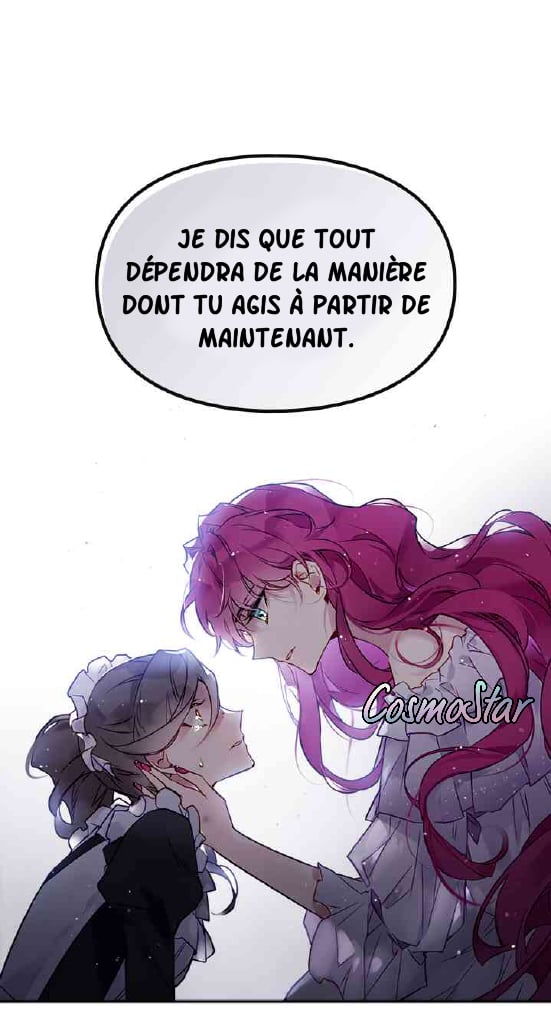 JE DIS QUE TOUT
DÉPENDRA DE LA MANIÈRE
DONT TU AGIS À PARTIR DE
MAINTENANT.
CosmoStar